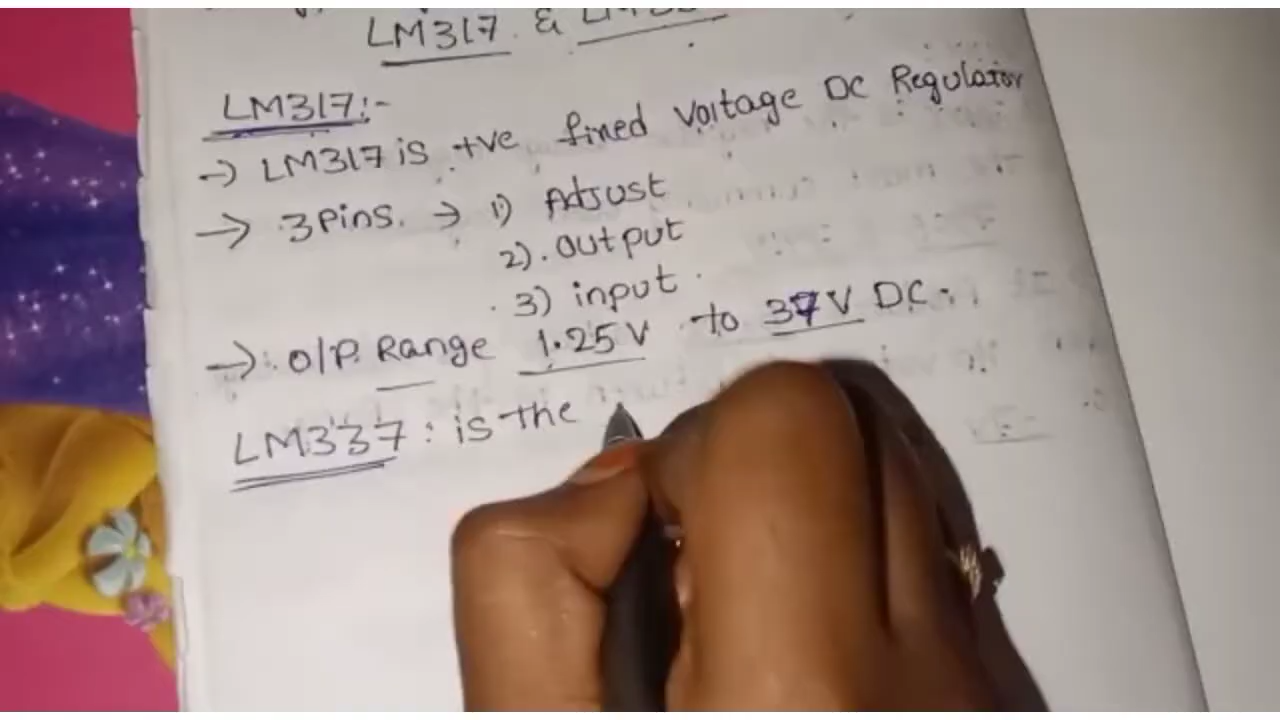 LM317 &
LM317:-
→ LM317 is +ve fixed Voltage DC Regulator
→ 3 Pins. → 1) Adjust
2). output
3) input.
→ O/P. Range 1.25V to 37V DC.
LM337: is the